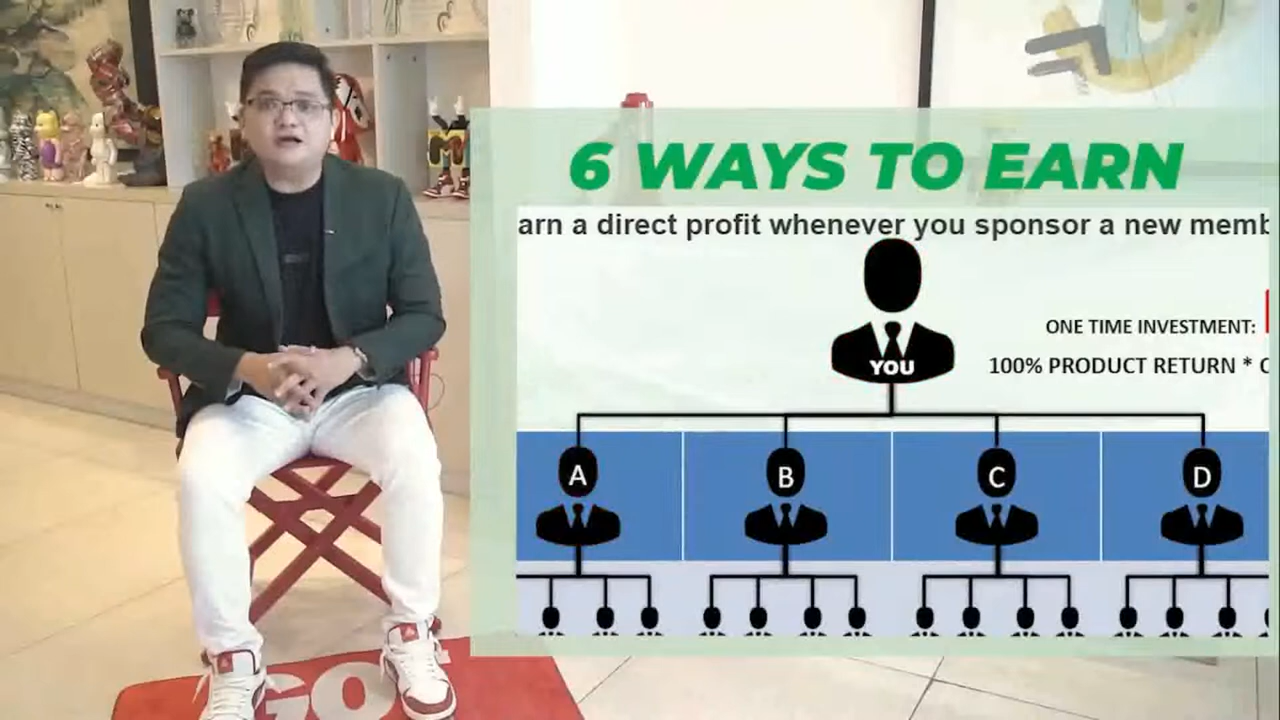 6 WAYS TO EARN
arn a direct profit whenever you sponsor a new memb
ONE TIME INVESTMENT:
100% PRODUCT RETURN * C
YOU
A
B
C
D
GO